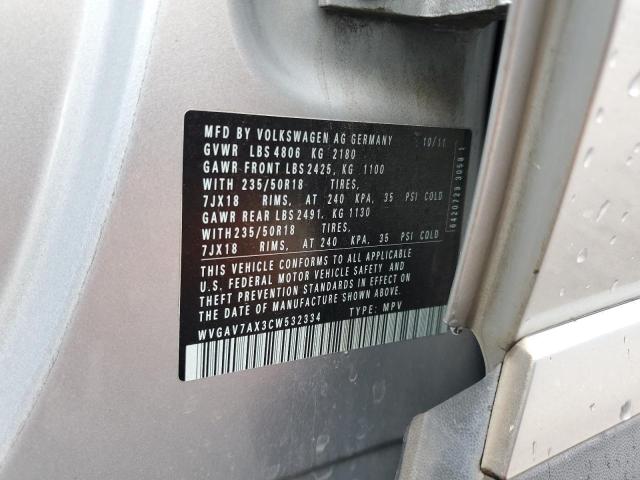 MFD BY VOLKSWAGEN AG GERMANY 10/11
GVWR LBS 4806 KG 2180
GAWR FRONT LBS 2425, KG 1100
WITH 235/50R18 TIRES,
7JX18 RIMS, AT 240 KPA, 35 PSI COLD
GAWR REAR LBS 2491, KG 1130
WITH 235/50R18 TIRES,
7JX18 RIMS, AT 240 KPA, 35 PSI COLD
THIS VEHICLE CONFORMS TO ALL APPLICABLE
U.S. FEDERAL MOTOR VEHICLE SAFETY AND
THEFT PREVENTION STANDARDS IN EFFECT ON
THE DATE OF MANUFACTURE SHOWN ABOVE
WVGAV7AX3CW532334 TYPE: MPV
6420729 3058 1